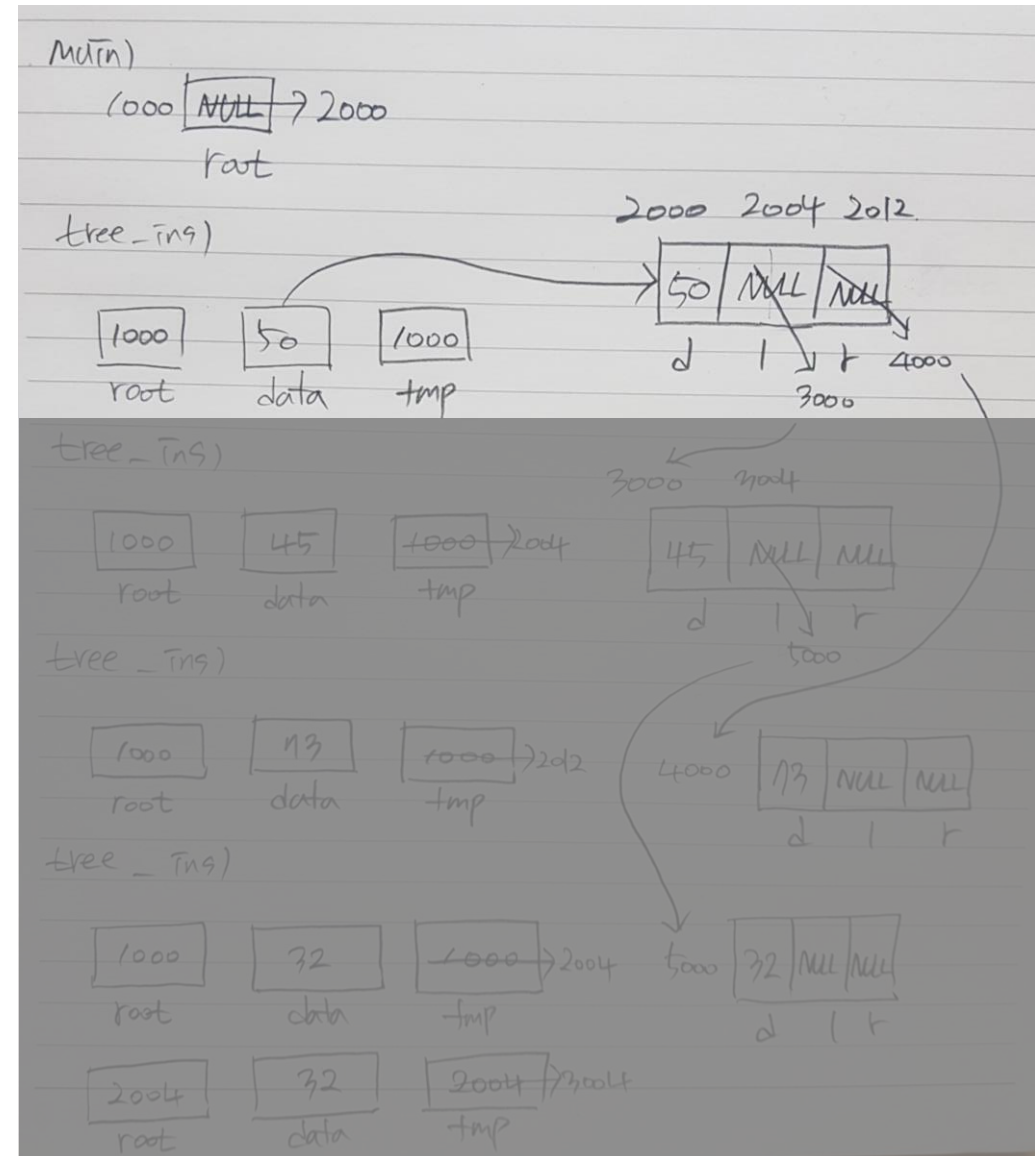 main)
1000 NULL → 2000
root
2000 2004 2012
tree_ins)
50 NULL NULL
1000 50 1000
d l r 4000
root data tmp
3000
tree_ins)
3000 3004
1000 45 1000 → 2004
45 NULL NULL
root data tmp
d l r
5000
tree_ins)
1000 73 1000 → 2012
4000 73 NULL NULL
root data tmp
d l r
tree_ins)
1000 32 1000 → 2004
5000 32 NULL NULL
root data tmp
d l r
2004 32 2004 → 3004
root data tmp